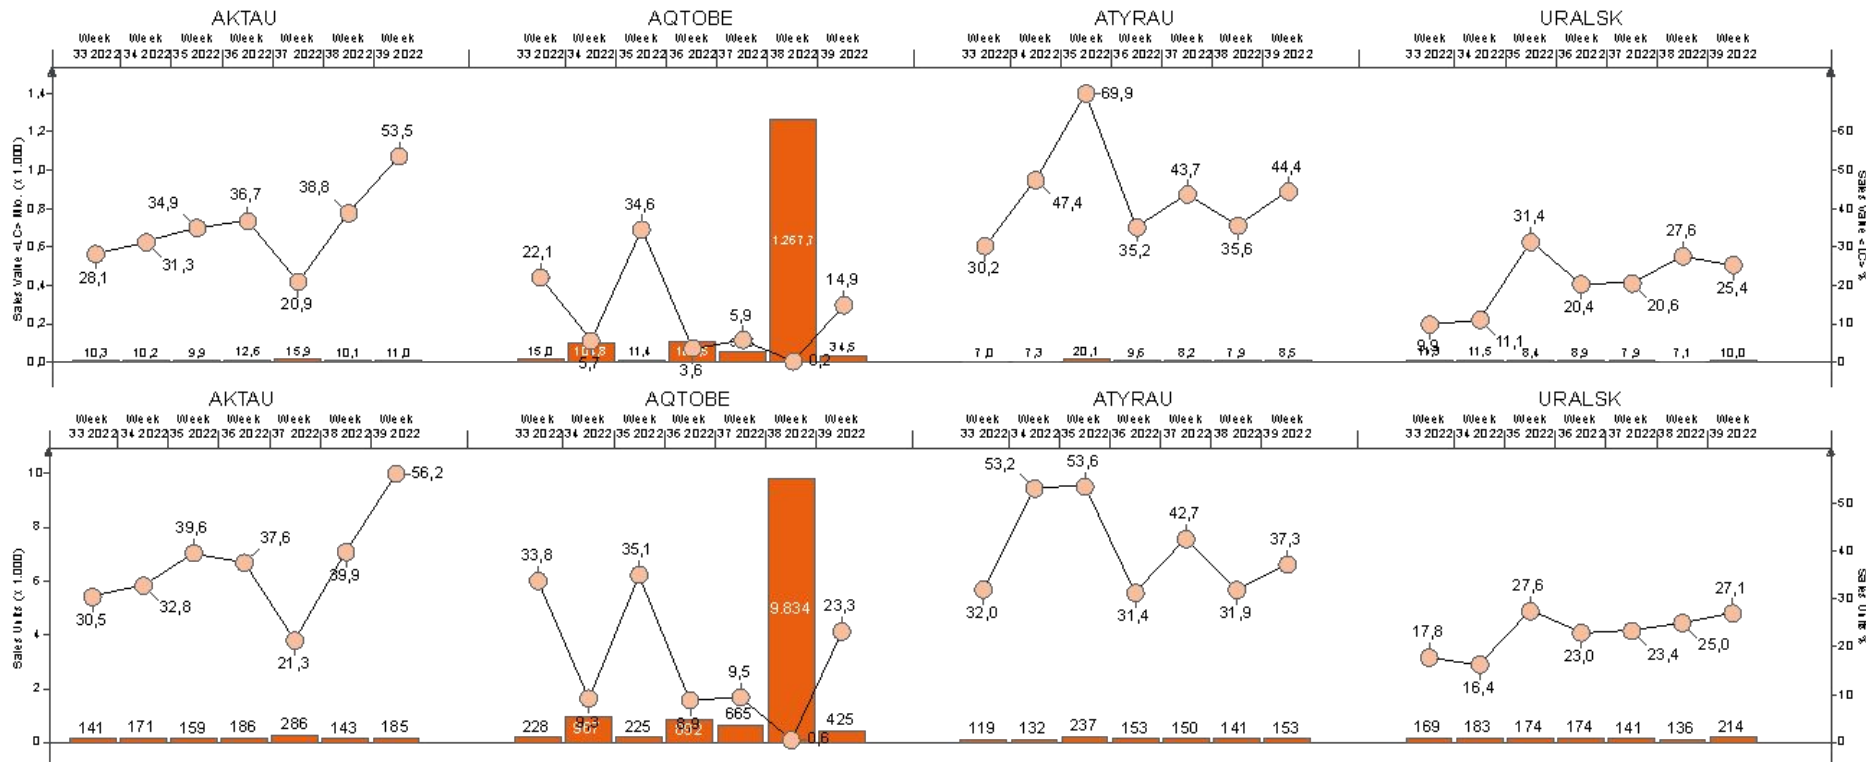 AKTAU AQTOBE ATYRAU URALSK
Week Week Week Week Week Week Week Week Week Week Week Week Week Week Week Week Week Week Week Week Week Week Week Week Week Week Week Week
33 2022 34 2022 35 2022 36 2022 37 2022 38 2022 39 2022 33 2022 34 2022 35 2022 36 2022 37 2022 38 2022 39 2022 33 2022 34 2022 35 2022 36 2022 37 2022 38 2022 39 2022 33 2022 34 2022 35 2022 36 2022 37 2022 38 2022 39 2022
Sales Value <LC> Mio. (x 1.000)
1,4
1,2
1,0
0,8
0,6
0,4
0,2
0,0
28,1 31,3 34,9 36,7 20,9 38,8 53,5
10,3 10,2 9,9 12,6 15,9 10,1 11,0
22,1 5,7 34,6 3,6 5,9 0,2 14,9
15,0 11,4 1.267,7 34,5
30,2 47,4 69,9 35,2 43,7 35,6 44,4
7,0 7,3 20,1 9,6 8,2 7,9 8,5
9,9 11,1 31,4 20,4 20,6 27,6 25,4
11,5 8,4 8,9 7,9 7,1 10,0
60
50
40
30
20
10
0
Sales Value <LC> %
AKTAU AQTOBE ATYRAU URALSK
Week Week Week Week Week Week Week Week Week Week Week Week Week Week Week Week Week Week Week Week Week Week Week Week Week Week Week Week
33 2022 34 2022 35 2022 36 2022 37 2022 38 2022 39 2022 33 2022 34 2022 35 2022 36 2022 37 2022 38 2022 39 2022 33 2022 34 2022 35 2022 36 2022 37 2022 38 2022 39 2022 33 2022 34 2022 35 2022 36 2022 37 2022 38 2022 39 2022
Sales Units (x 1.000)
10
8
6
4
2
0
30,5 32,8 39,6 37,6 21,3 39,9 56,2
141 171 159 186 286 143 185
33,8 9,3 35,1 8,9 9,5 0,6 23,3
228 967 225 892 665 9.834 425
32,0 53,2 53,6 31,4 42,7 31,9 37,3
119 132 237 153 150 141 153
17,8 16,4 27,6 23,0 23,4 25,0 27,1
169 183 174 174 141 136 214
50
40
30
20
10
0
Sales Units %